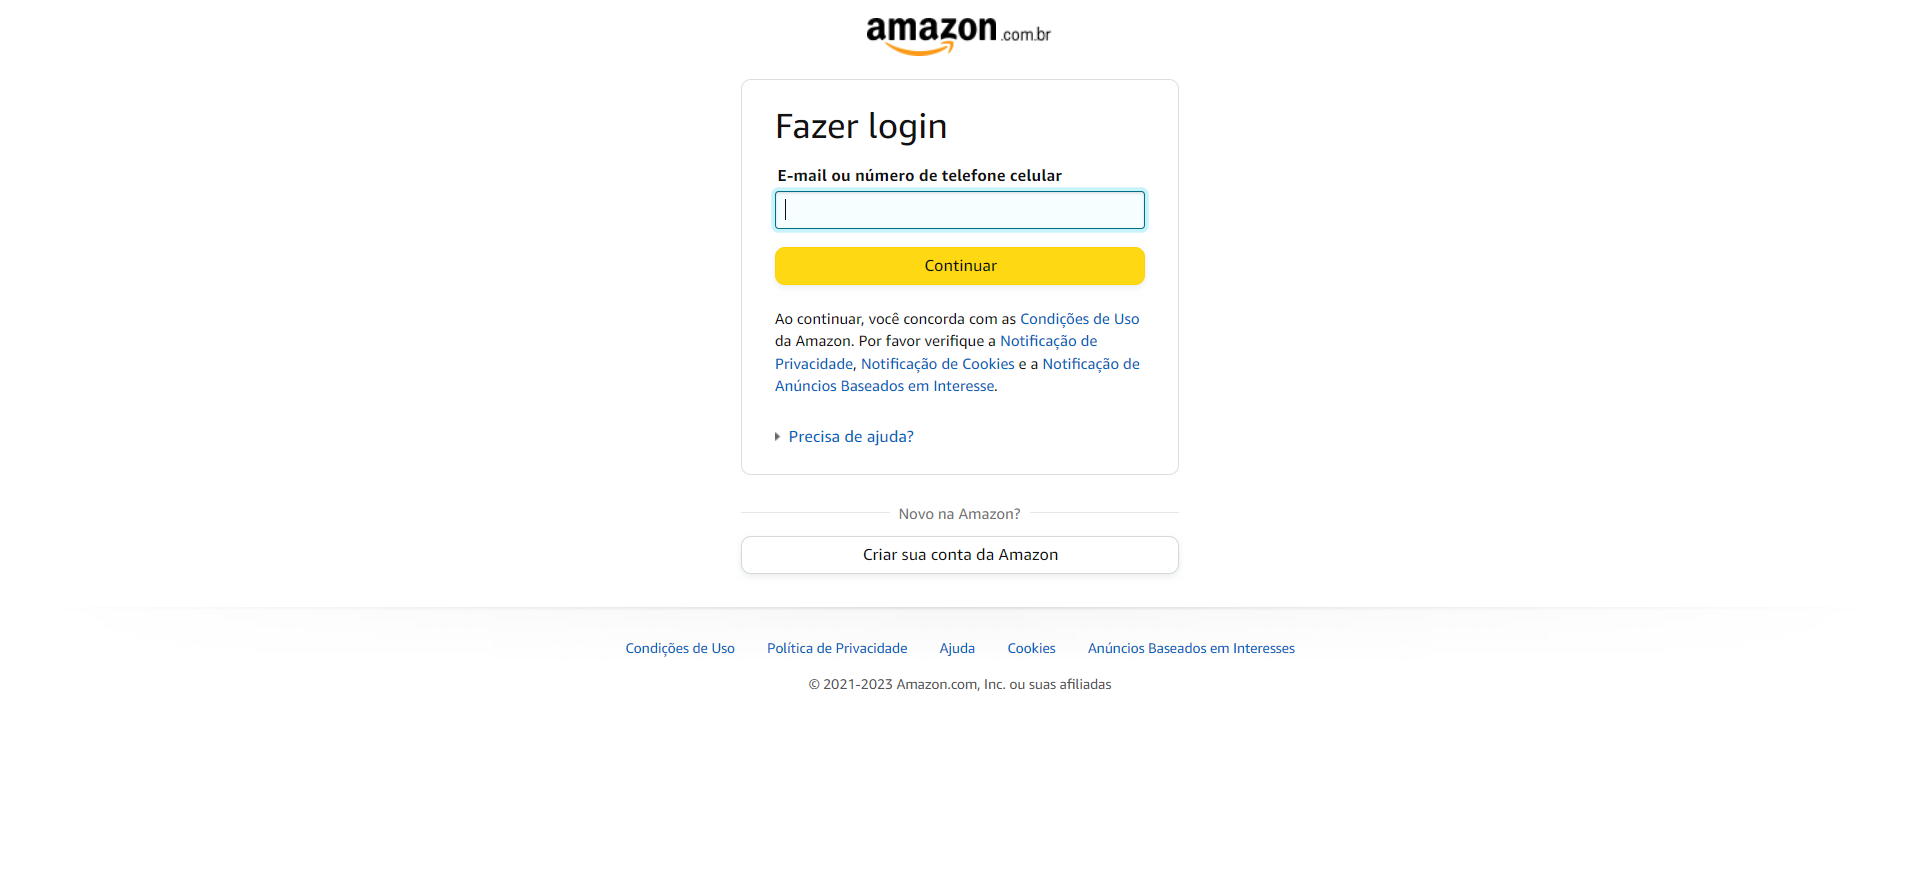 amazon.com.br
Fazer login
E-mail ou número de telefone celular
Continuar
Ao continuar, você concorda com as Condições de Uso
da Amazon. Por favor verifique a Notificação de
Privacidade, Notificação de Cookies e a Notificação de
Anúncios Baseados em Interesse.
Precisa de ajuda?
Novo na Amazon?
Criar sua conta da Amazon
Condições de Uso Política de Privacidade Ajuda Cookies Anúncios Baseados em Interesses
© 2021-2023 Amazon.com, Inc. ou suas afiliadas